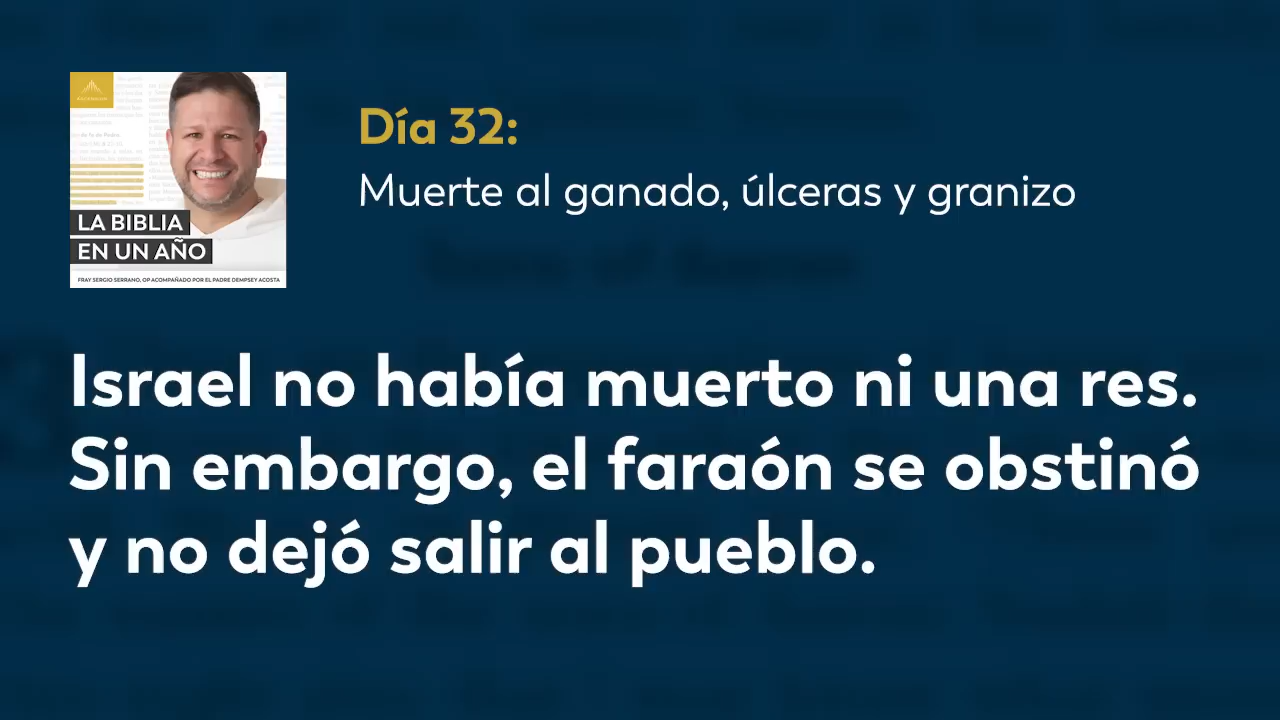 Día 32:
Muerte al ganado, úlceras y granizo
LA BIBLIA
EN UN AÑO
FRAY SERGIO SERRANO, OP ACOMPAÑADO POR EL PADRE DEMPSEY ACOSTA
Israel no había muerto ni una res.
Sin embargo, el faraón se obstinó
y no dejó salir al pueblo.